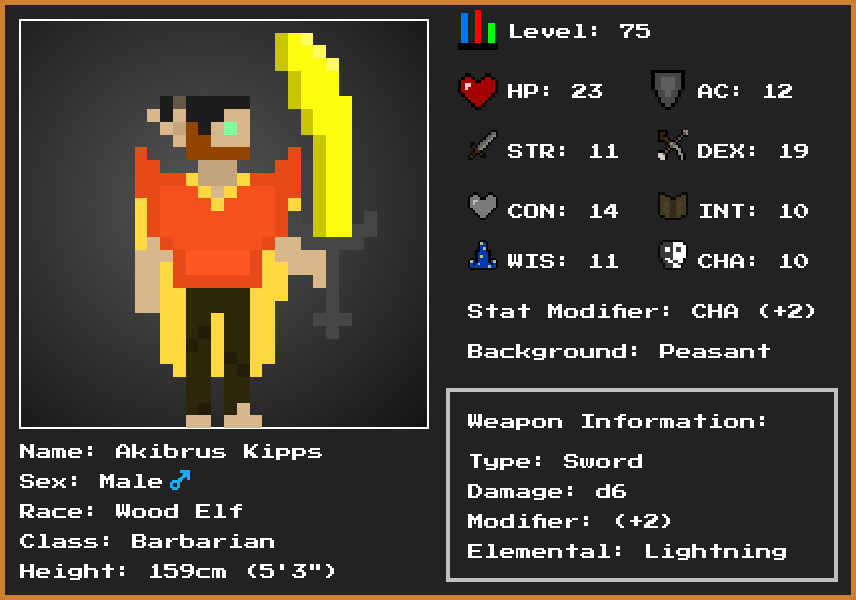 Level: 75
HP: 23
AC: 12
STR: 11
DEX: 19
CON: 14
INT: 10
WIS: 11
CHA: 10
Stat Modifier: CHA (+2)
Background: Peasant
Weapon Information:
Type: Sword
Damage: d6
Modifier: (+2)
Elemental: Lightning
Name: Akibrus Kipps
Sex: Male ♂
Race: Wood Elf
Class: Barbarian
Height: 159cm (5'3")